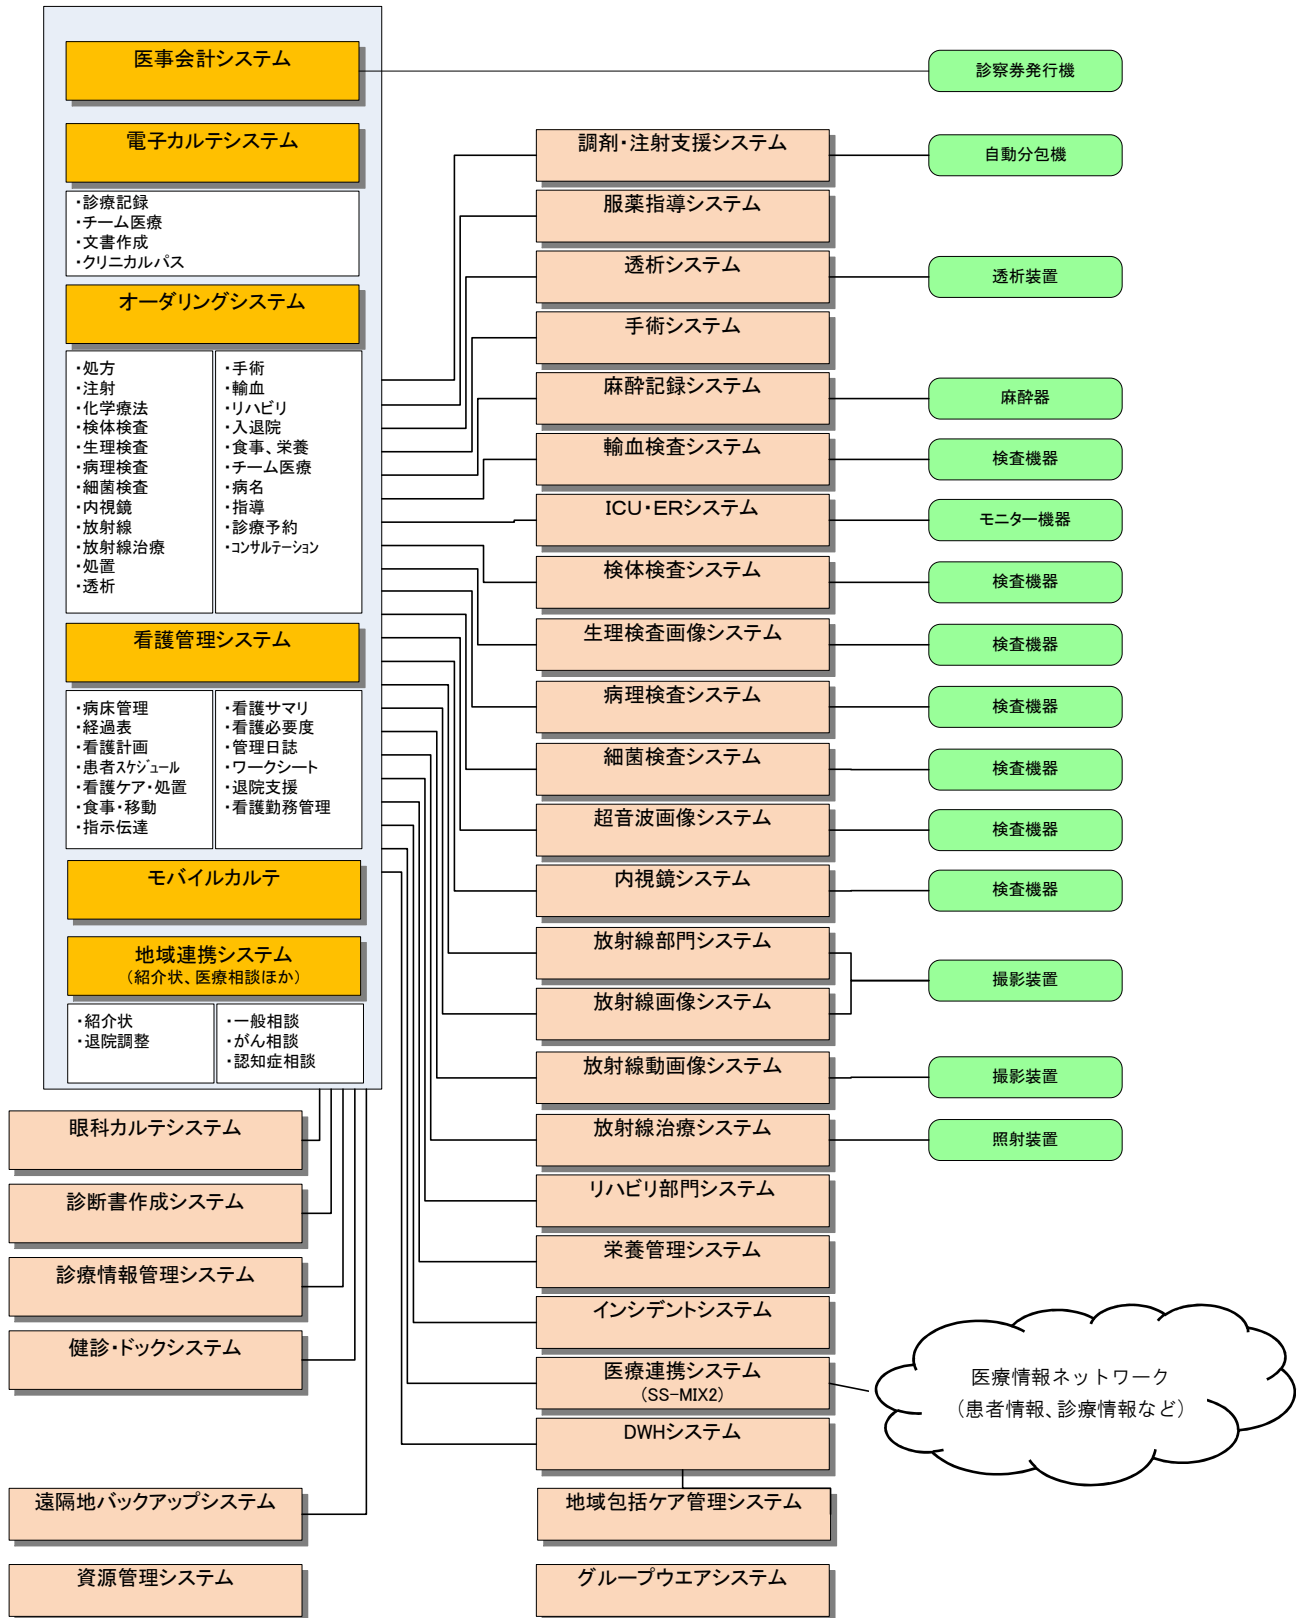 医事会計システム
電子カルテシステム
・診療記録
・チーム医療
・文書作成
・クリニカルパス
オーダリングシステム
・処方
・注射
・化学療法
・検体検査
・生理検査
・病理検査
・細菌検査
・内視鏡
・放射線
・放射線治療
・処置
・透析
・手術
・輸血
・リハビリ
・入退院
・食事、栄養
・チーム医療
・病名
・指導
・診療予約
・コンサルテーション
看護管理システム
・病床管理
・経過表
・看護計画
・患者スケジュール
・看護ケア・処置
・食事・移動
・指示伝達
・看護サマリ
・看護必要度
・管理日誌
・ワークシート
・退院支援
・看護勤務管理
モバイルカルテ
地域連携システム
（紹介状、医療相談ほか）
・紹介状
・退院調整
・一般相談
・がん相談
・認知症相談
眼科カルテシステム
診断書作成システム
診療情報管理システム
健診・ドックシステム
遠隔地バックアップシステム
資源管理システム
調剤・注射支援システム
服薬指導システム
透析システム
手術システム
麻酔記録システム
輸血検査システム
ICU・ERシステム
検体検査システム
生理検査画像システム
病理検査システム
細菌検査システム
超音波画像システム
内視鏡システム
放射線部門システム
放射線画像システム
放射線動画像システム
放射線治療システム
リハビリ部門システム
栄養管理システム
インシデントシステム
医療連携システム
（SS-MIX2）
DWHシステム
地域包括ケア管理システム
グループウエアシステム
診察券発行機
自動分包機
透析装置
麻酔器
検査機器
モニター機器
検査機器
検査機器
検査機器
検査機器
検査機器
検査機器
撮影装置
撮影装置
照射装置
医療情報ネットワーク
（患者情報、診療情報など）